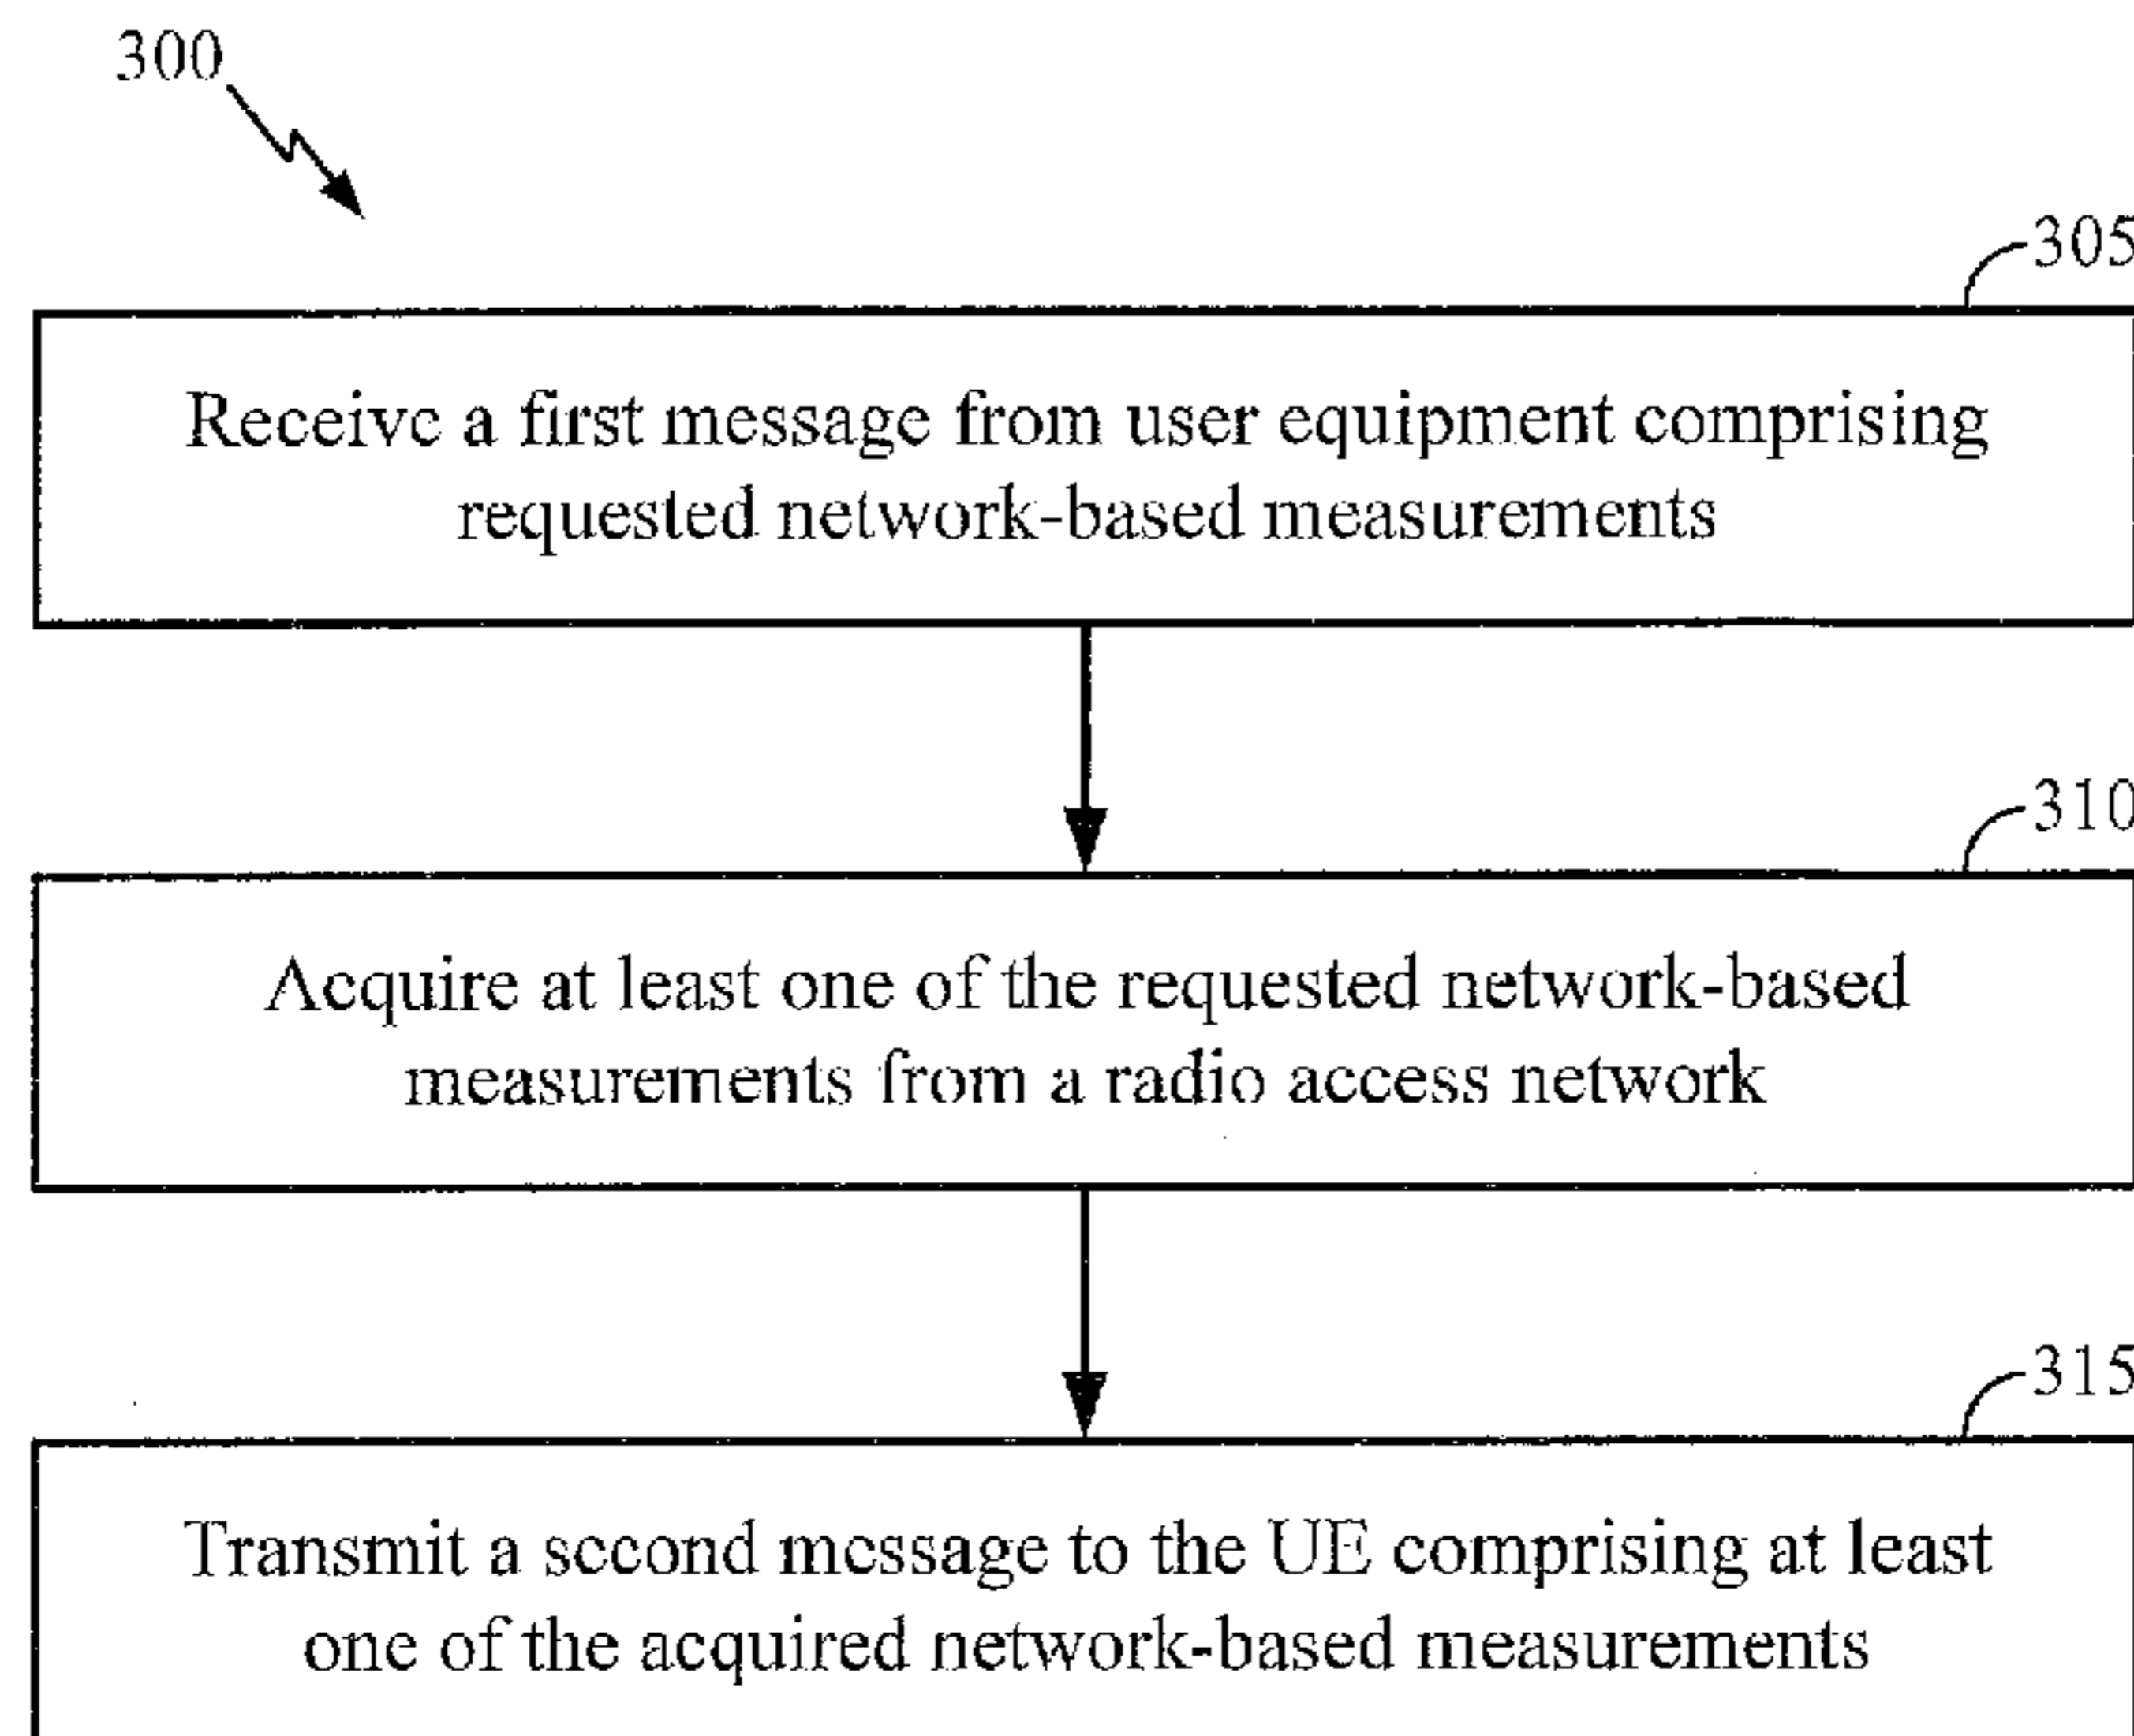 300
305
Receive a first message from user equipment comprising
requested network-based measurements
310
Acquire at least one of the requested network-based
measurements from a radio access network
315
Transmit a second message to the UE comprising at least
one of the acquired network-based measurements